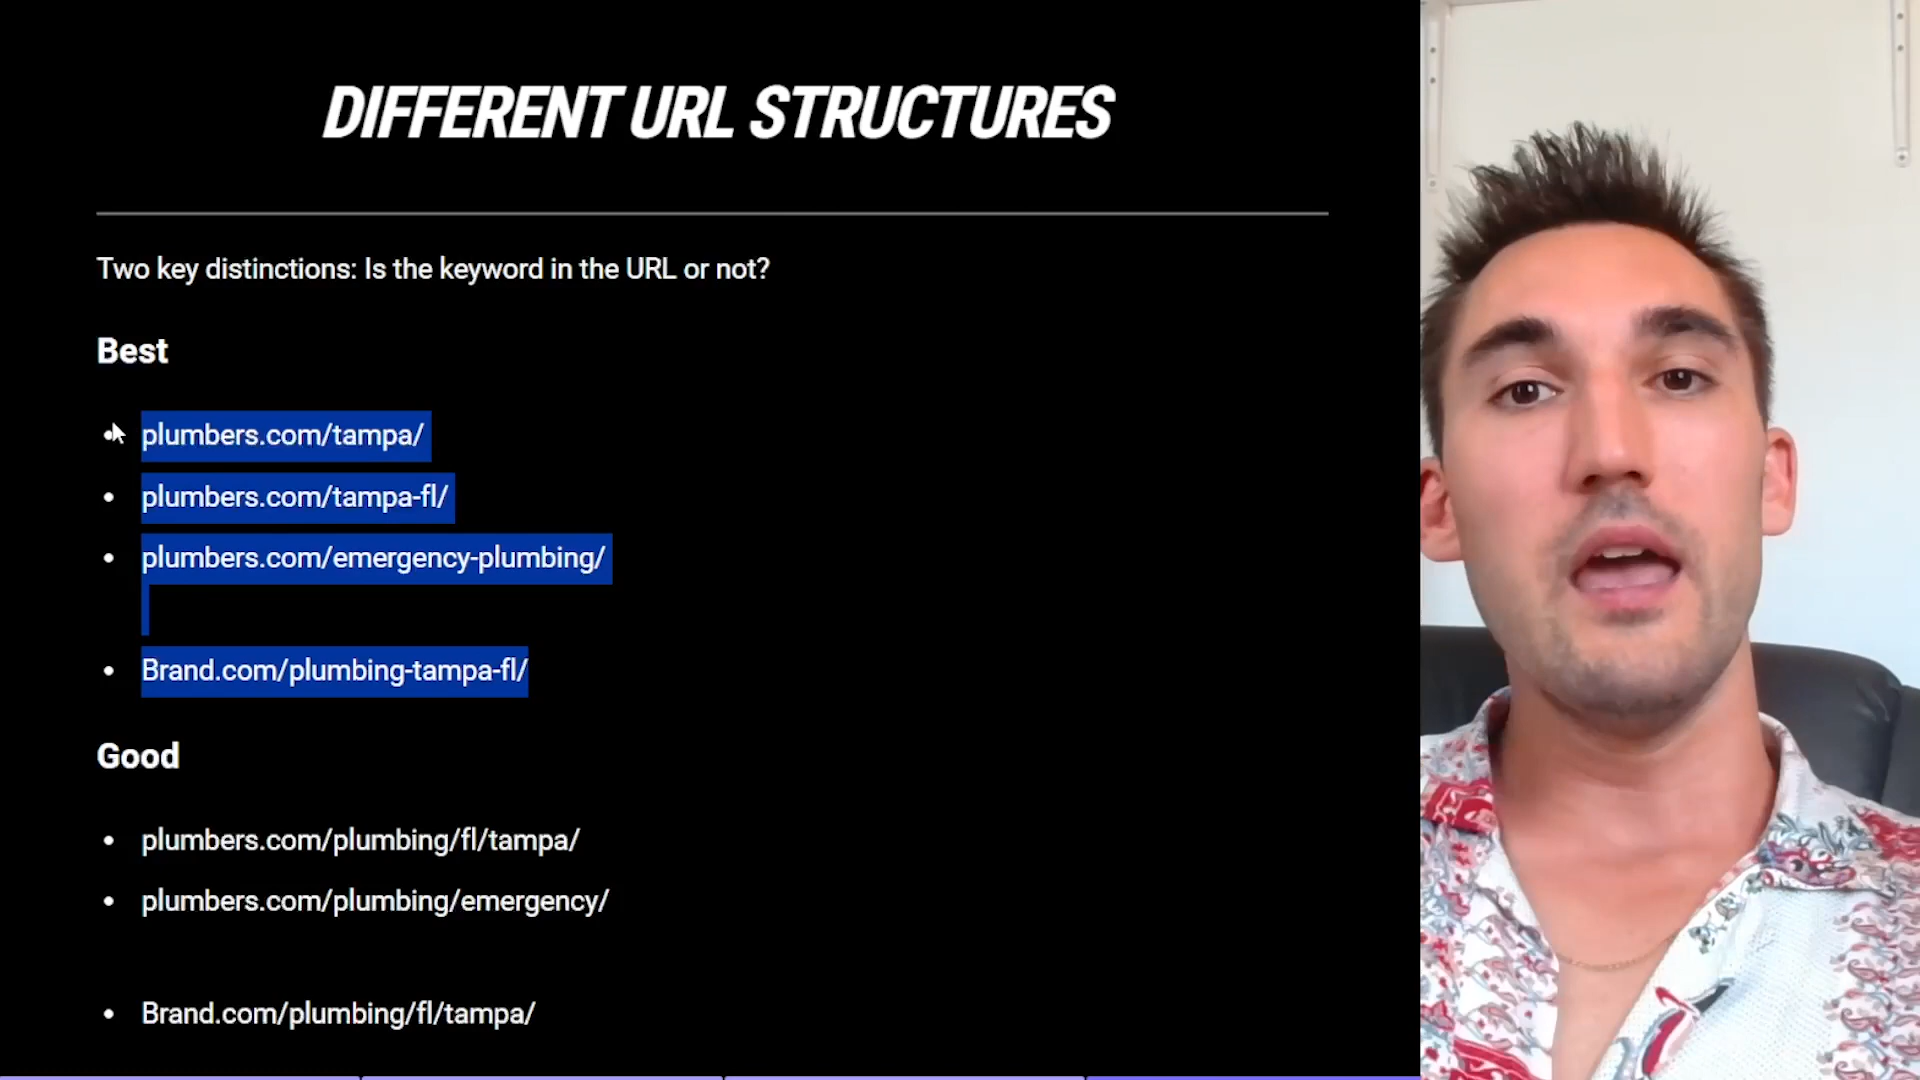 DIFFERENT URL STRUCTURES
Two key distinctions: Is the keyword in the URL or not?
Best
plumbers.com/tampa/
plumbers.com/tampa-fl/
plumbers.com/emergency-plumbing/
Brand.com/plumbing-tampa-fl/
Good
plumbers.com/plumbing/fl/tampa/
plumbers.com/plumbing/emergency/
Brand.com/plumbing/fl/tampa/